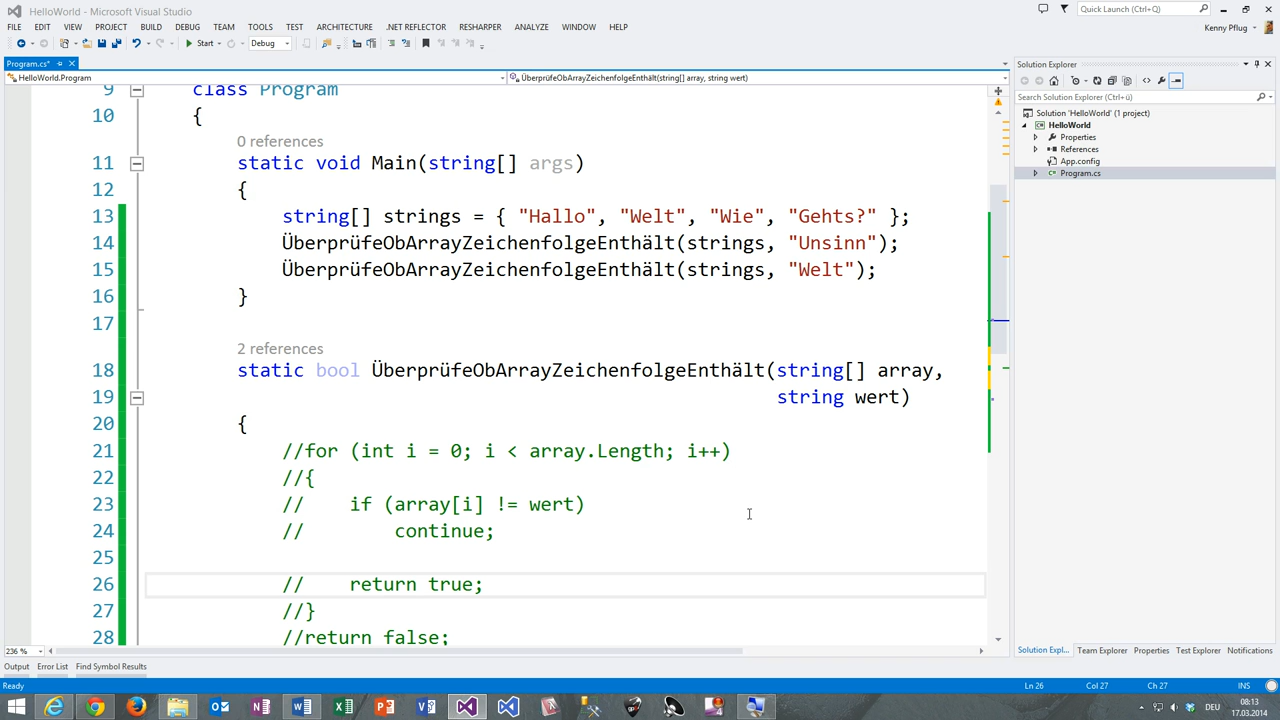 HelloWorld - Microsoft Visual Studio
Quick Launch (Ctrl+Q)
FILE EDIT VIEW PROJECT BUILD DEBUG TEAM TOOLS TEST ARCHITECTURE .NET REFLECTOR RESHARPER ANALYZE WINDOW HELP
Kenny Pflug
Start Debug
Program.cs*
HelloWorld.Program
ÜberprüfeObArrayZeichenfolgeEnthält(string[] array, string wert)
9 class Program
10 {
0 references
11 static void Main(string[] args)
12 {
13 string[] strings = { "Hallo", "Welt", "Wie", "Gehts?" };
14 ÜberprüfeObArrayZeichenfolgeEnthält(strings, "Unsinn");
15 ÜberprüfeObArrayZeichenfolgeEnthält(strings, "Welt");
16 }
17
2 references
18 static bool ÜberprüfeObArrayZeichenfolgeEnthält(string[] array,
19 string wert)
20 {
21 //for (int i = 0; i < array.Length; i++)
22 //{
23 // if (array[i] != wert)
24 // continue;
25
26 // return true;
27 //}
28 //return false;
236 %
Solution Explorer
Search Solution Explorer (Ctrl+ü)
Solution 'HelloWorld' (1 project)
HelloWorld
Properties
References
App.config
Program.cs
Solution Expl... Team Explorer Properties Test Explorer Notifications
Output Error List Find Symbol Results
Ready
Ln 26 Col 27 Ch 27 INS
DEU
08:13
17.03.2014